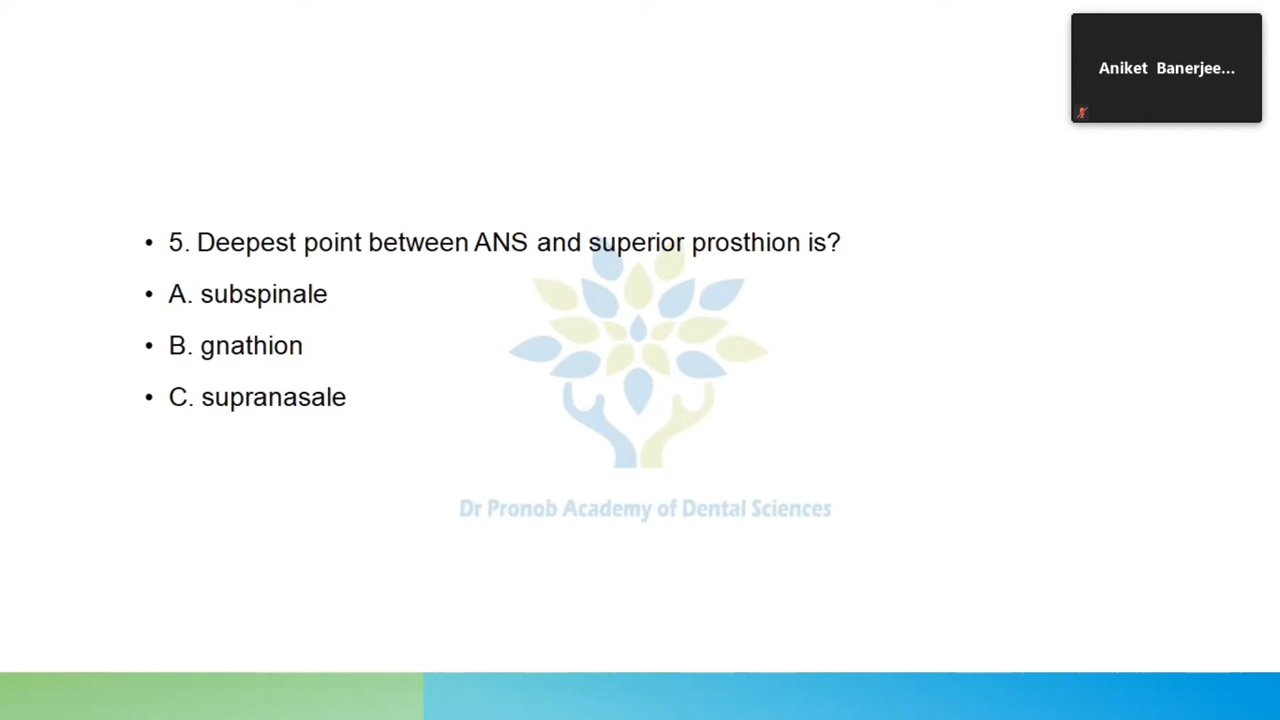 Aniket Banerjee...
• 5. Deepest point between ANS and superior prosthion is?
• A. subspinale
• B. gnathion
• C. supranasale
Dr Pronob Academy of Dental Sciences